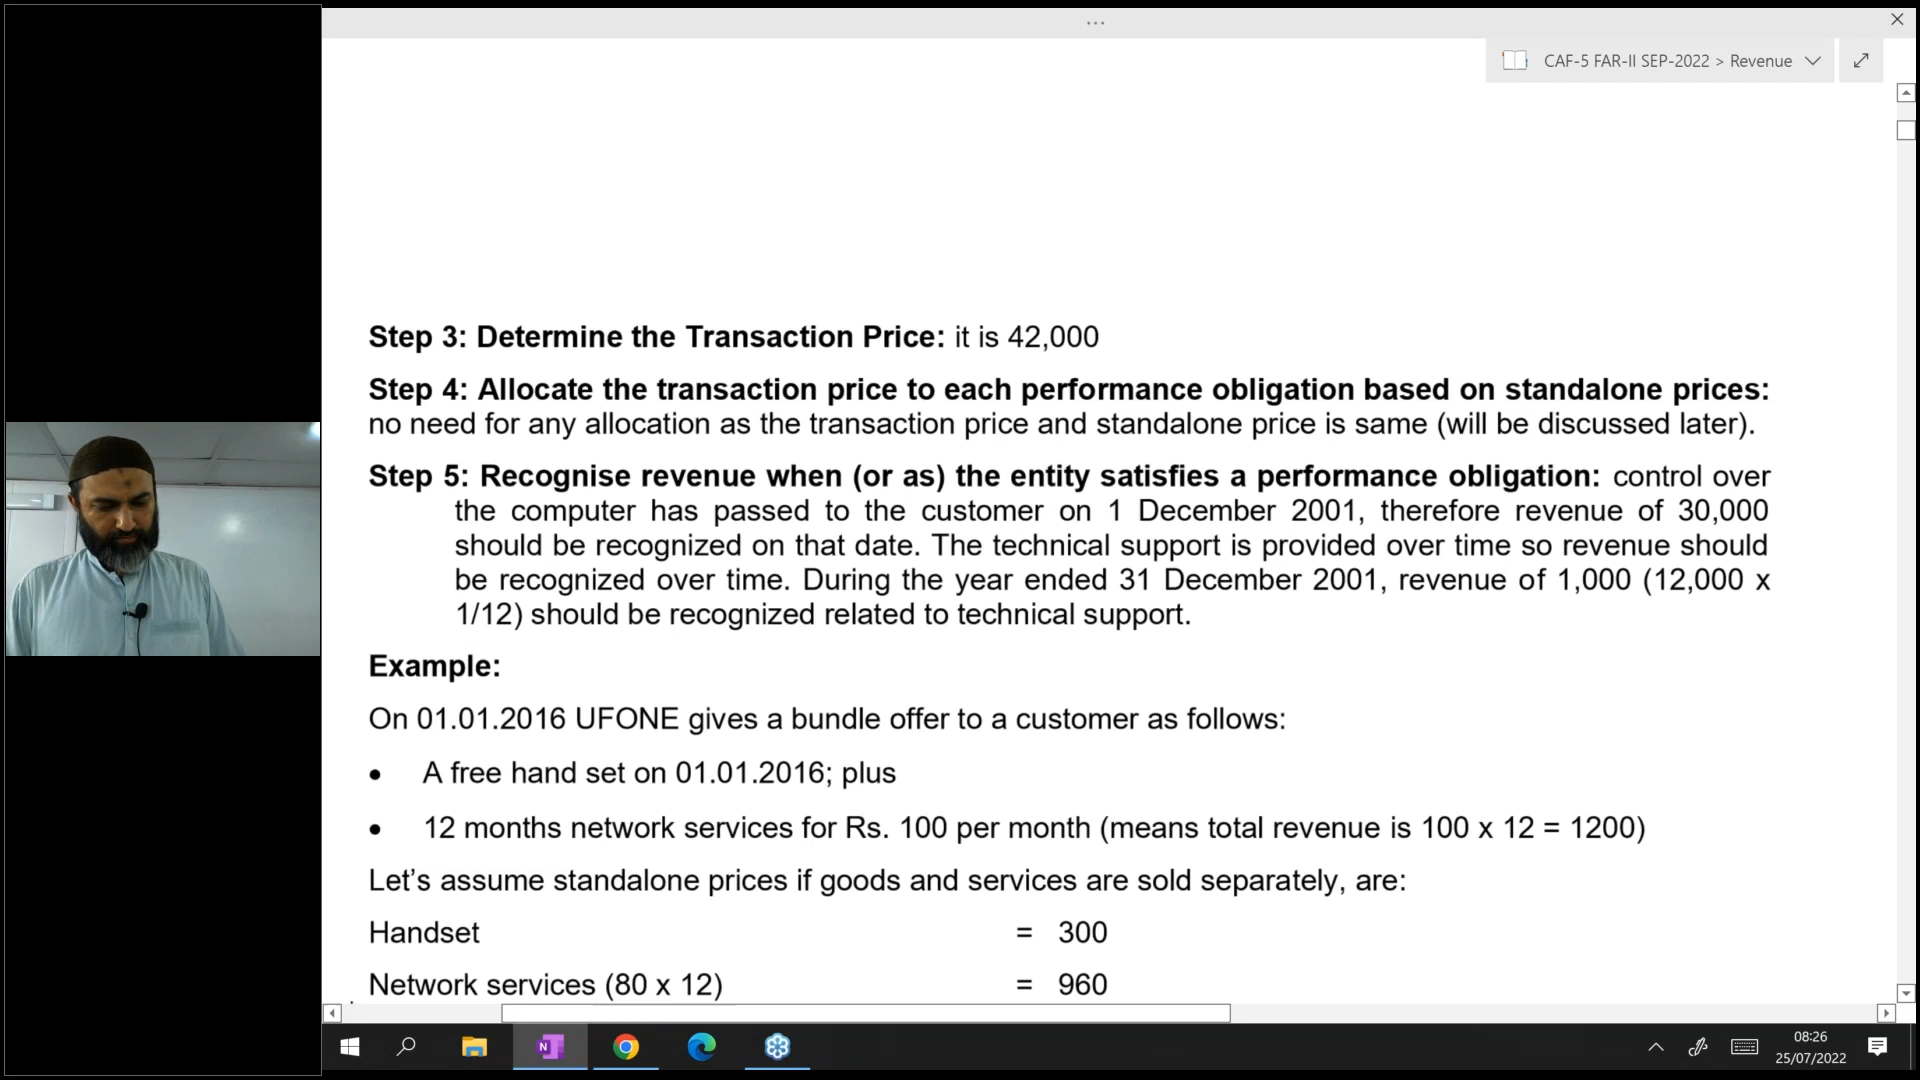 CAF-5 FAR-II SEP-2022 > Revenue
Step 3: Determine the Transaction Price: it is 42,000
Step 4: Allocate the transaction price to each performance obligation based on standalone prices:
no need for any allocation as the transaction price and standalone price is same (will be discussed later).
Step 5: Recognise revenue when (or as) the entity satisfies a performance obligation: control over
the computer has passed to the customer on 1 December 2001, therefore revenue of 30,000
should be recognized on that date. The technical support is provided over time so revenue should
be recognized over time. During the year ended 31 December 2001, revenue of 1,000 (12,000 x
1/12) should be recognized related to technical support.
Example:
On 01.01.2016 UFONE gives a bundle offer to a customer as follows:
• A free hand set on 01.01.2016; plus
• 12 months network services for Rs. 100 per month (means total revenue is 100 x 12 = 1200)
Let’s assume standalone prices if goods and services are sold separately, are:
Handset = 300
Network services (80 x 12) = 960
N
08:26
25/07/2022